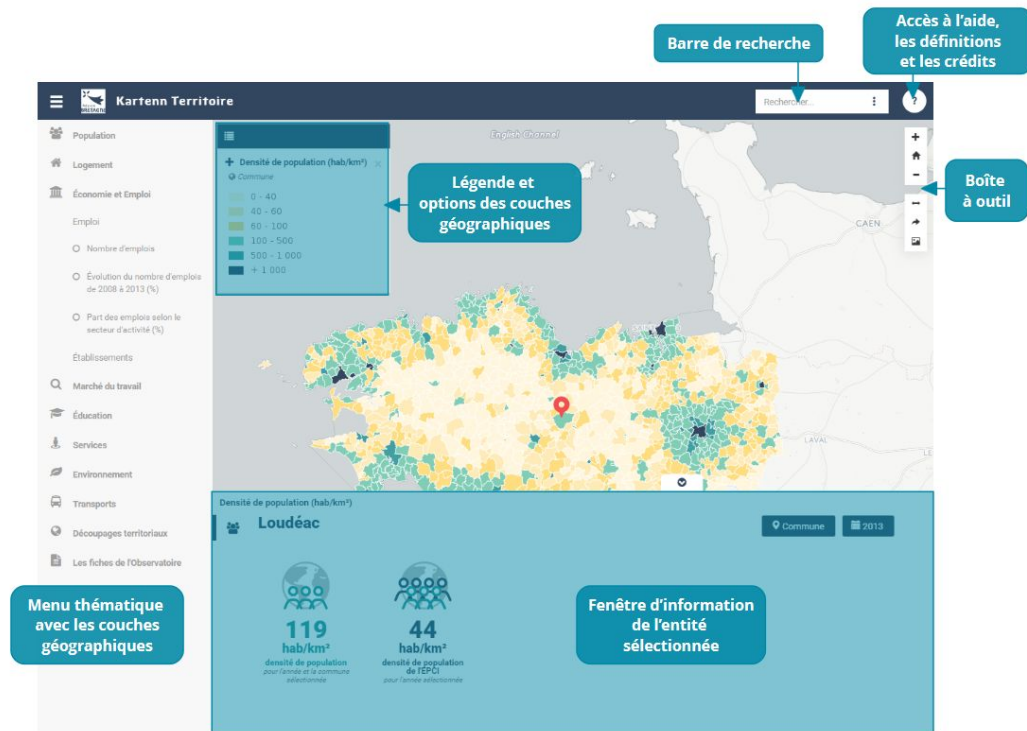 Accès à l'aide,
les définitions
et les crédits
Barre de recherche
Kartenn Territoire
Rechercher...
?
Population
Logement
Économie et Emploi
Emploi
Nombre d'emplois
Évolution du nombre d'emplois
de 2008 à 2013 (%)
Part des emplois selon le
secteur d'activité (%)
Établissements
Marché du travail
Éducation
Services
Environnement
Transports
Découpages territoriaux
Les fiches de l'Observatoire
Menu thématique
avec les couches
géographiques
Densité de population (hab/km²)
Commune
0 - 40
40 - 60
60 - 100
100 - 500
500 - 1 000
+ 1 000
Légende et
options des couches
géographiques
English Channel
CAEN
LAVAL
Boîte
à outil
Densité de population (hab/km²)
Loudéac
Commune
2013
119
hab/km²
densité de population
pour l'année et la commune
sélectionnée
44
hab/km²
densité de population
de l'EPCI
pour l'année sélectionnée
Fenêtre d'information
de l'entité
sélectionnée